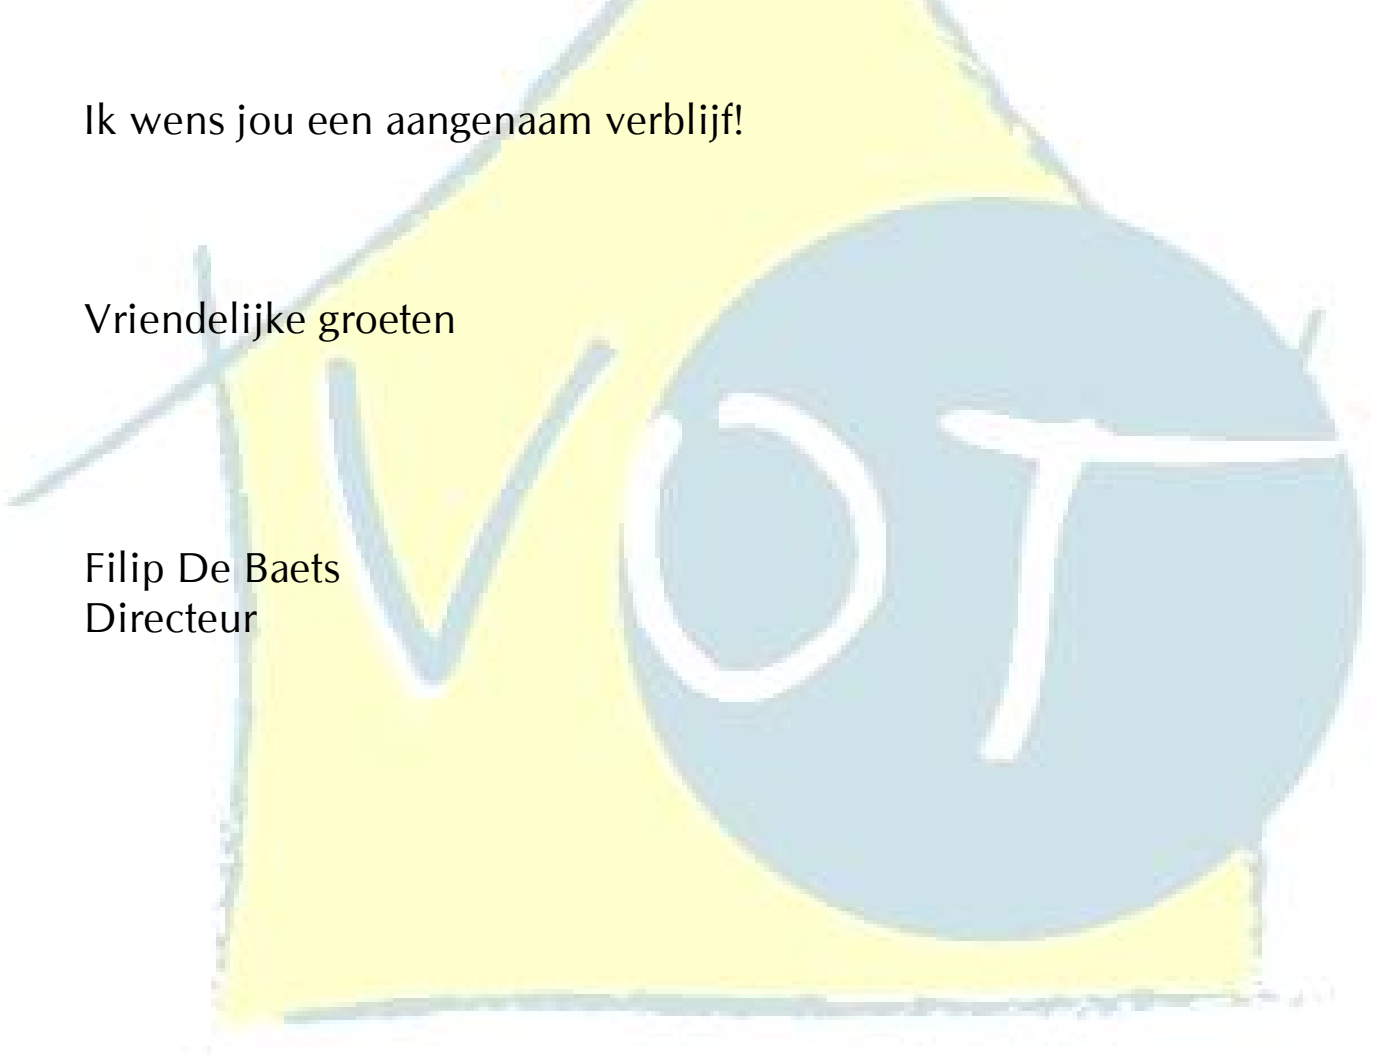 Ik wens jou een aangenaam verblijf!
Vriendelijke groeten
VOT
Filip De Baets
Directeur